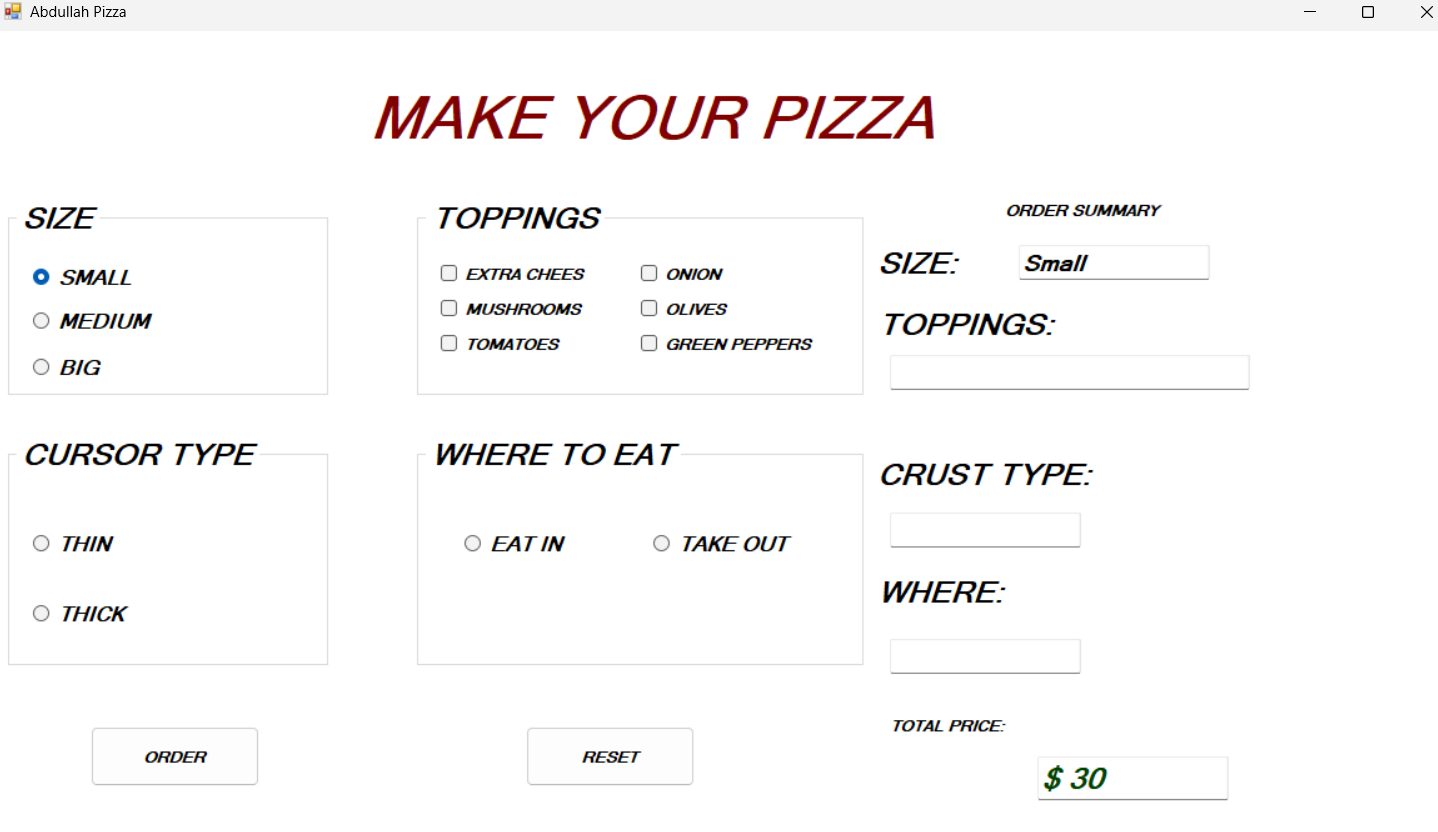 Abdullah Pizza
MAKE YOUR PIZZA
SIZE
SMALL
MEDIUM
BIG
TOPPINGS
EXTRA CHEES
ONION
MUSHROOMS
OLIVES
TOMATOES
GREEN PEPPERS
CURSOR TYPE
THIN
THICK
WHERE TO EAT
EAT IN
TAKE OUT
ORDER
RESET
ORDER SUMMARY
SIZE:
Small
TOPPINGS:
CRUST TYPE:
WHERE:
TOTAL PRICE:
$ 30